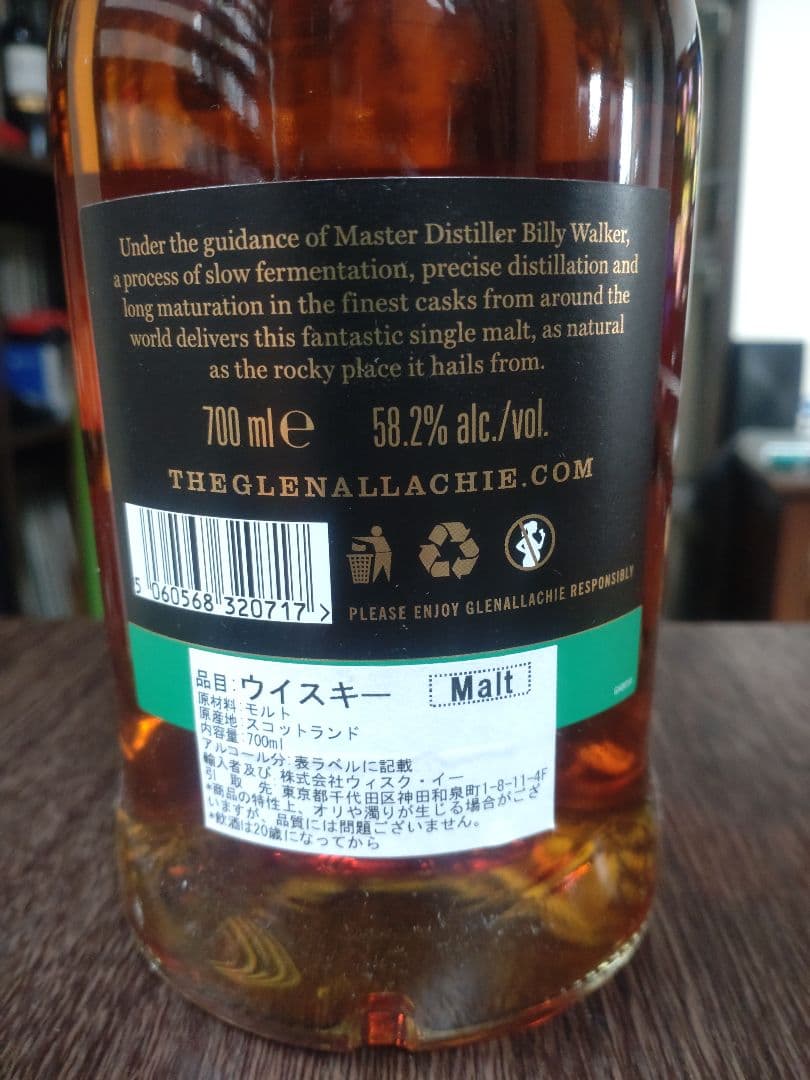 Under the guidance of Master Distiller Billy Walker,
a process of slow fermentation, precise distillation and
long maturation in the finest casks from around the
world delivers this fantastic single malt, as natural
as the rocky place it hails from.
700 ml e 58.2% alc./vol.
THEGLENALLACHIE.COM
5 060568 320717 >
PLEASE ENJOY GLENALLACHIE RESPONSIBLY
品目:ウイスキー Malt
原材料:モルト
原産地:スコットランド
内容量:700ml
アルコール分:表ラベルに記載
輸入者及び 株式会社ウィスク・イー
引取先:東京都千代田区神田和泉町1-8-11-4F
*商品の特性上、オリや濁りが生じる場合がござ
いますが、品質には問題ございません。
*飲酒は20歳になってから